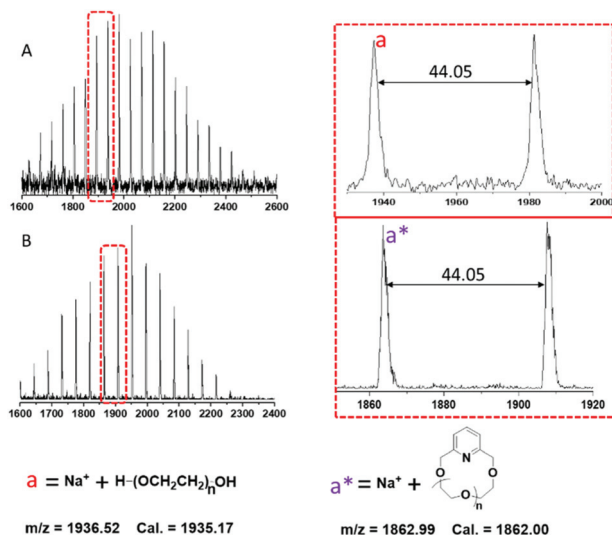 A
1600 1800 2000 2200 2400 2600
a
44.05
1940 1960 1980 2000
B
1600 1700 1800 1900 2000 2100 2200 2300 2400
a*
44.05
1860 1880 1900 1920
a = Na⁺ + H-(OCH₂CH₂)ₙOH
m/z = 1936.52 Cal. = 1935.17
a* = Na⁺ +
N
O O
O
n
m/z = 1862.99 Cal. = 1862.00